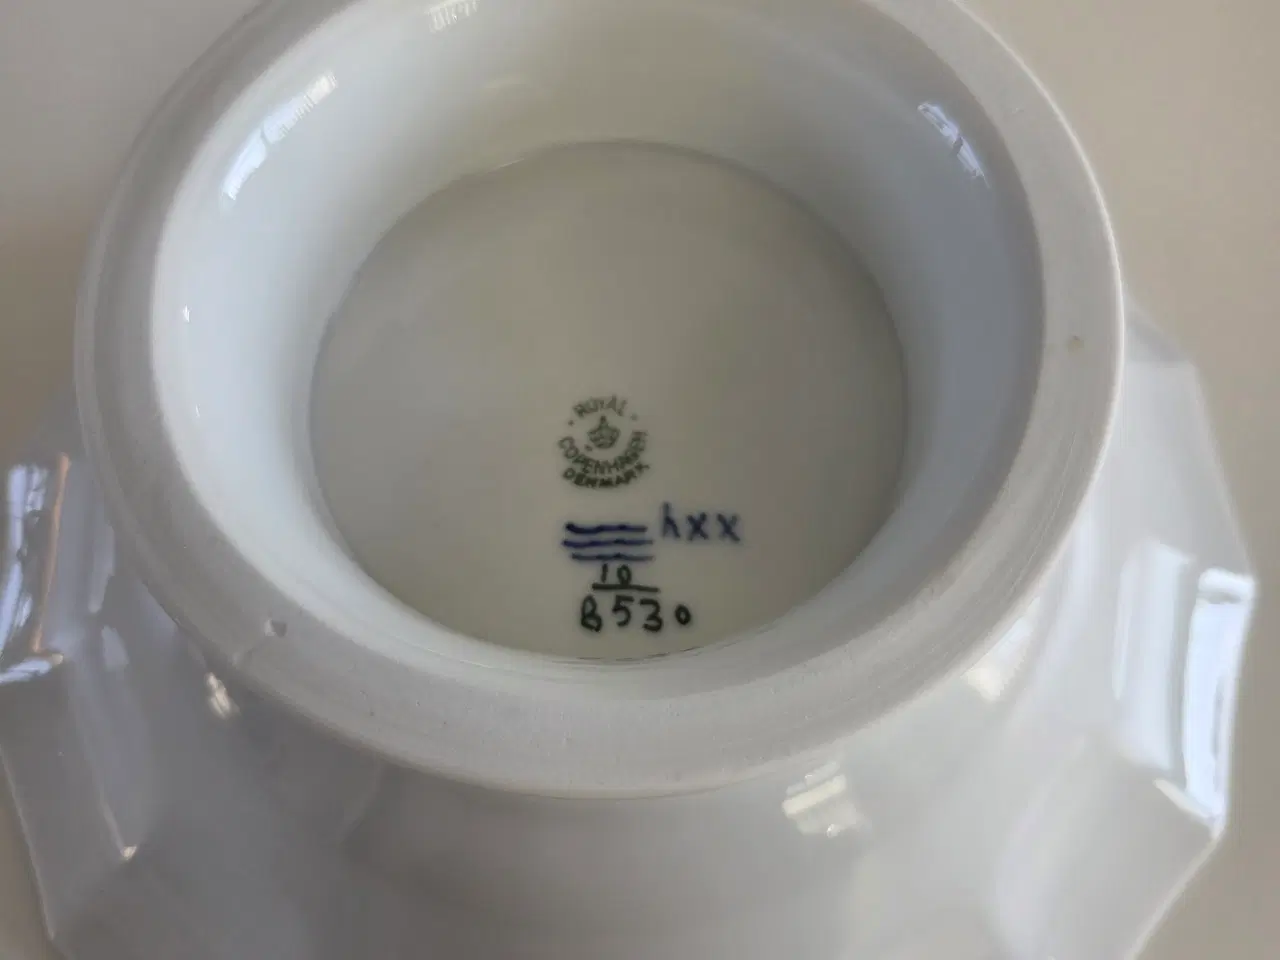 ROYAL
COPENHAGEN
DENMARK
hxx
10
8530